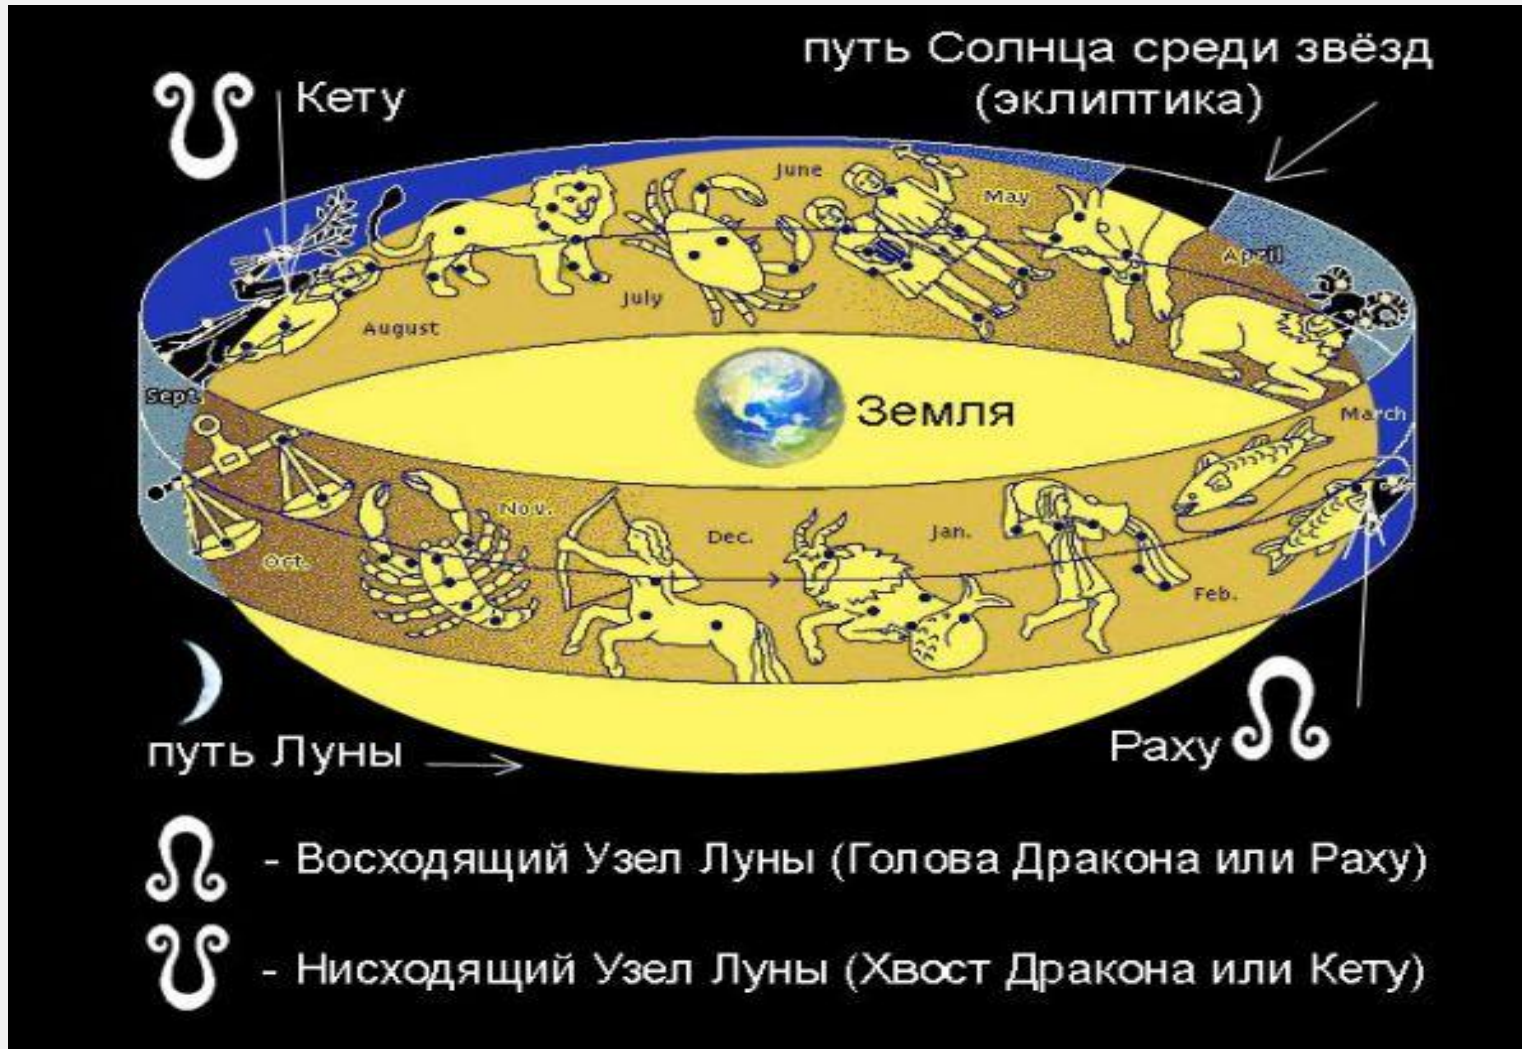 путь Солнца среди звёзд
(эклиптика)
Кету
June
May
April
July
August
Sept.
Земля
March
Nov.
Oct.
Dec.
Jan.
Feb.
путь Луны
Раху
- Восходящий Узел Луны (Голова Дракона или Раху)
- Нисходящий Узел Луны (Хвост Дракона или Кету)